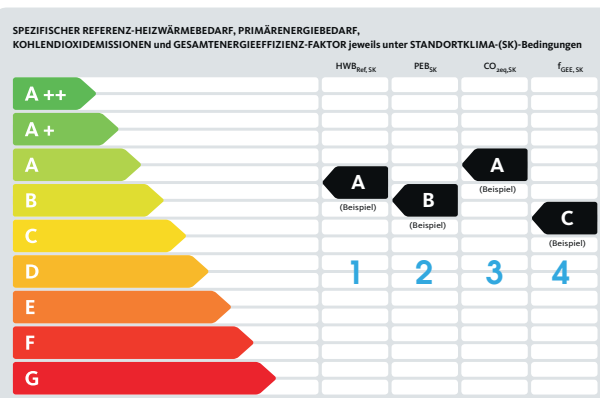 SPEZIFISCHER REFERENZ-HEIZWÄRMEBEDARF, PRIMÄRENERGIEBEDARF,
KOHLENDIOXIDEMISSIONEN und GESAMTENERGIEEFFIZIENZ-FAKTOR jeweils unter STANDORTKLIMA-(SK)-Bedingungen
HWBRef, SK PEBSK CO2eq,SK fGEE, SK
A ++
A +
A A
(Beispiel)
A
(Beispiel)
B B
(Beispiel)
C
(Beispiel)
C
D 1 2 3 4
E
F
G